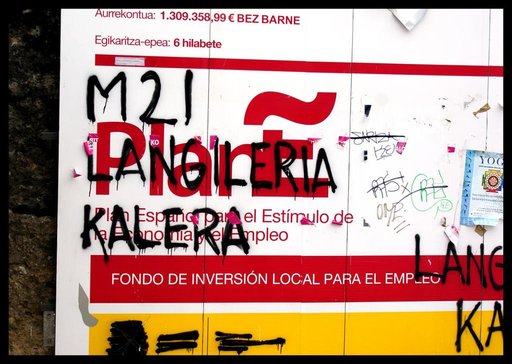 Aurrekontua: 1.309.358,99 € BEZ BARNE
Egikaritza-epea: 6 hilabete
M21
Plan E
LANGILERIA
Plan Español para el Estímulo de
la Economía y el Empleo
KALERA
FONDO DE INVERSIÓN LOCAL PARA EL EMPLEO
LANG
KA
YOGA